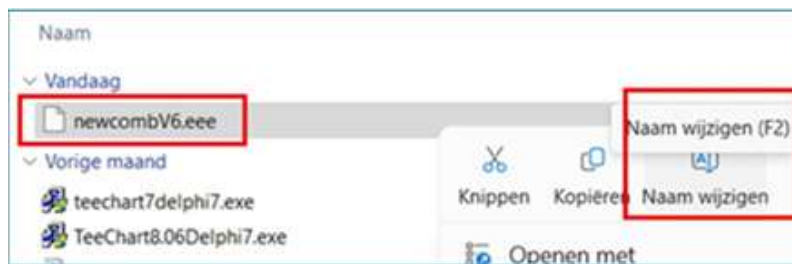 Naam
Vandaag
newcombV6.eee
Naam wijzigen (F2)
Vorige maand
Knippen Kopiëren Naam wijzigen
teechart7delphi7.exe
TeeChart8.06Delphi7.exe
Openen met